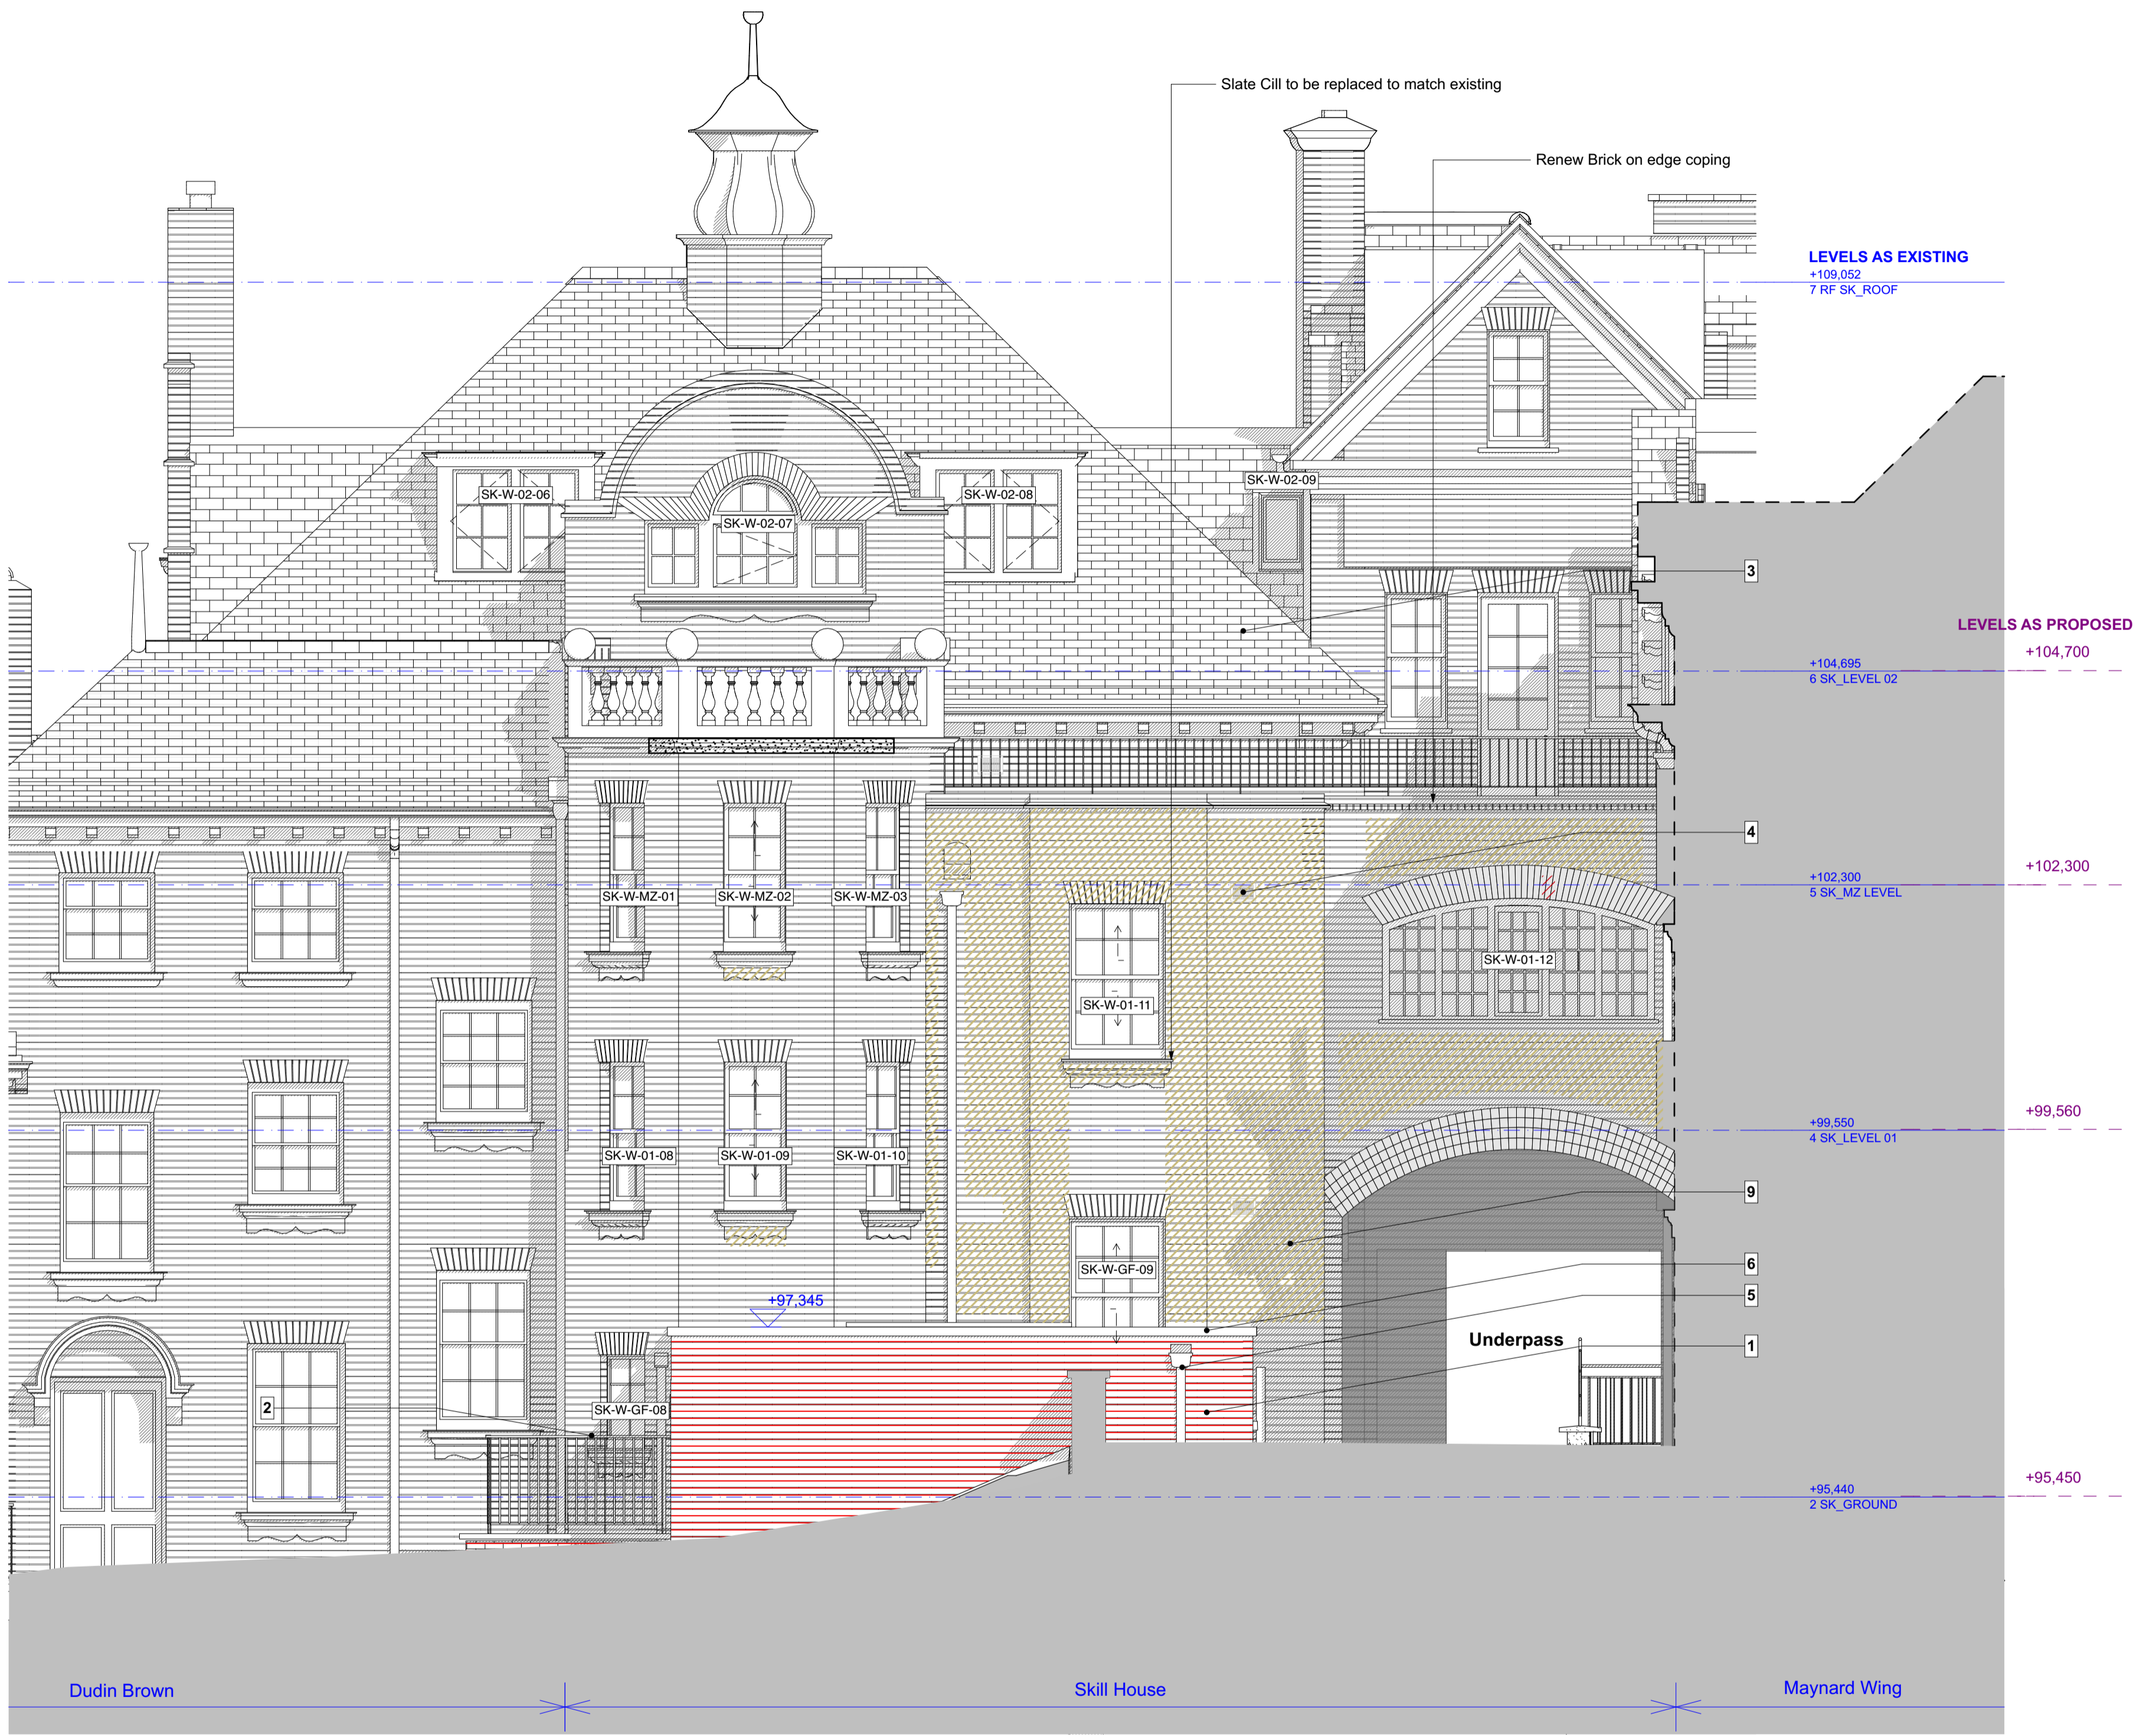 Slate Cill to be replaced to match existing
Renew Brick on edge coping
LEVELS AS EXISTING
+109,052
7 RF SK_ROOF
SK-W-02-06
SK-W-02-07
SK-W-02-08
SK-W-02-09
3
LEVELS AS PROPOSED
+104,700
+104,695
6 SK_LEVEL 02
4
+102,300
+102,300
5 SK_MZ LEVEL
SK-W-MZ-01
SK-W-MZ-02
SK-W-MZ-03
SK-W-01-12
SK-W-01-11
+99,560
+99,550
4 SK_LEVEL 01
SK-W-01-08
SK-W-01-09
SK-W-01-10
9
SK-W-GF-09
6
5
+97,345
Underpass
1
2
SK-W-GF-08
+95,450
+95,440
2 SK_GROUND
Dudin Brown
Skill House
Maynard Wing